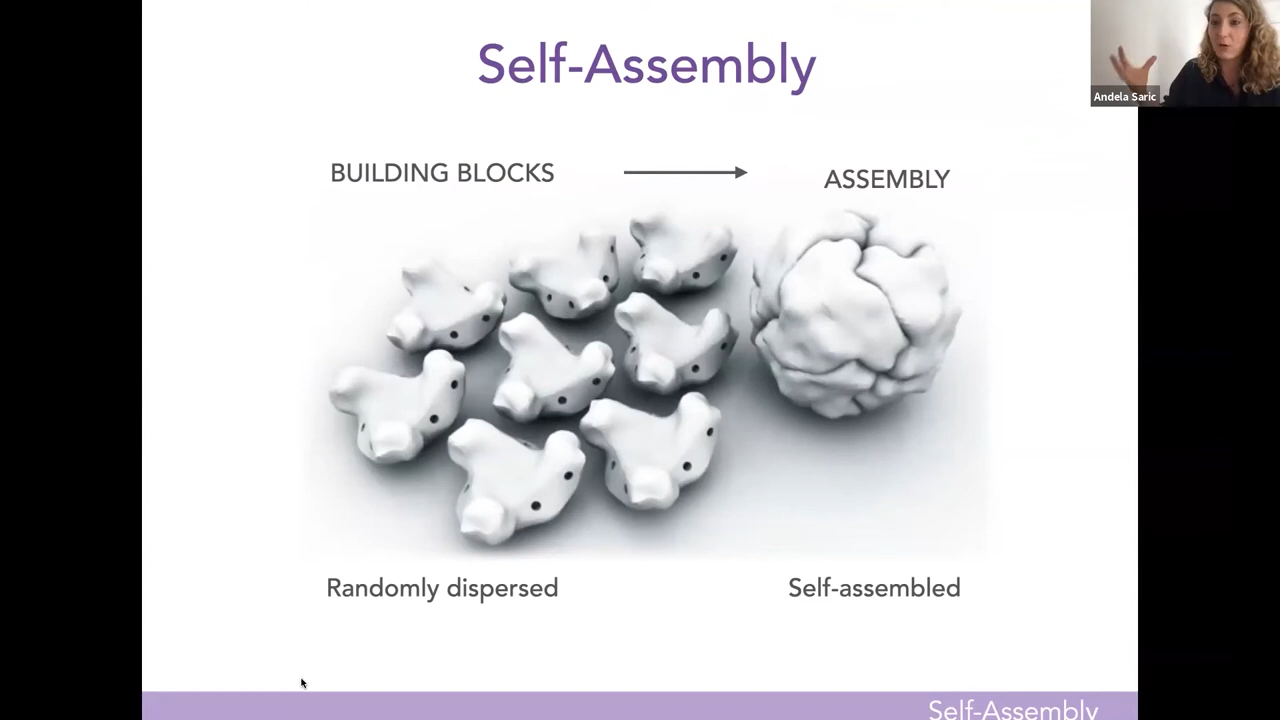 Self-Assembly
Andela Saric
BUILDING BLOCKS
ASSEMBLY
Randomly dispersed
Self-assembled
Self-Assembly